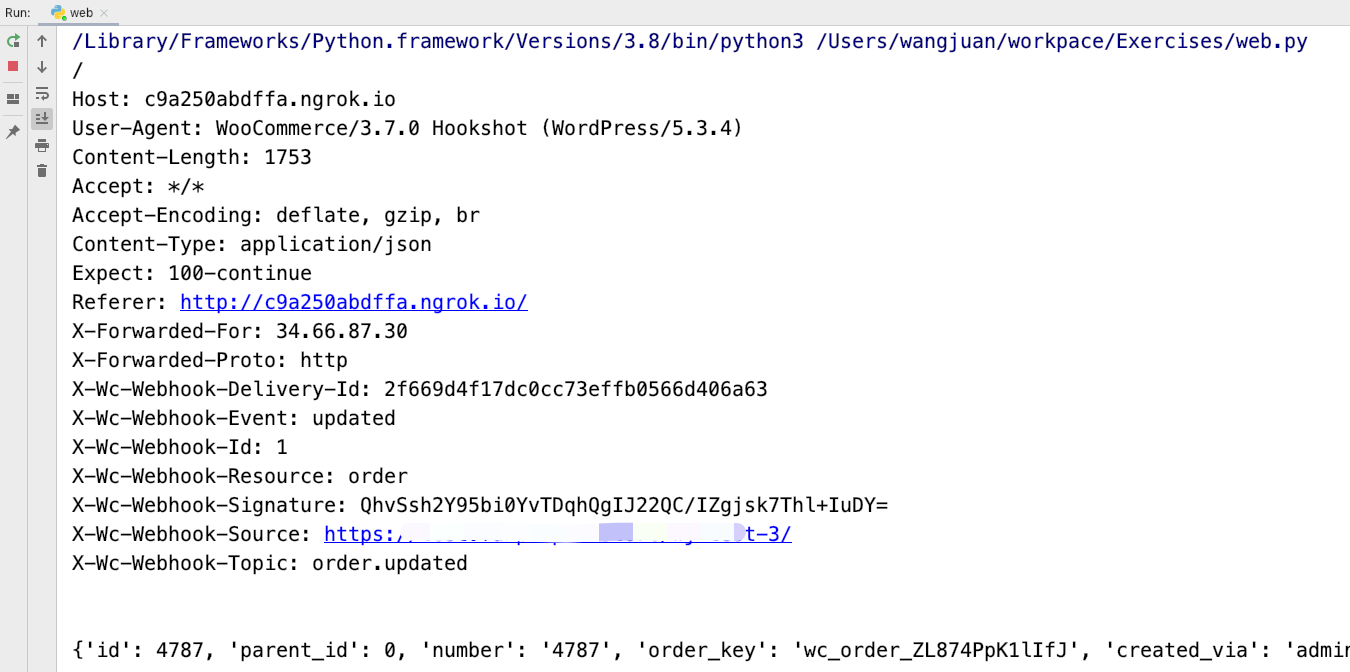 Run: web
/Library/Frameworks/Python.framework/Versions/3.8/bin/python3 /Users/wangjuan/workpace/Exercises/web.py
/
Host: c9a250abdffa.ngrok.io
User-Agent: WooCommerce/3.7.0 Hookshot (WordPress/5.3.4)
Content-Length: 1753
Accept: */*
Accept-Encoding: deflate, gzip, br
Content-Type: application/json
Expect: 100-continue
Referer: http://c9a250abdffa.ngrok.io/
X-Forwarded-For: 34.66.87.30
X-Forwarded-Proto: http
X-Wc-Webhook-Delivery-Id: 2f669d4f17dc0cc73effb0566d406a63
X-Wc-Webhook-Event: updated
X-Wc-Webhook-Id: 1
X-Wc-Webhook-Resource: order
X-Wc-Webhook-Signature: QhvSsh2Y95bi0YvTDqhQgIJ22QC/IZgjsk7Thl+IuDY=
X-Wc-Webhook-Source: https:/
X-Wc-Webhook-Topic: order.updated
{'id': 4787, 'parent_id': 0, 'number': '4787', 'order_key': 'wc_order_ZL874PpK1lIfJ', 'created_via': 'admin